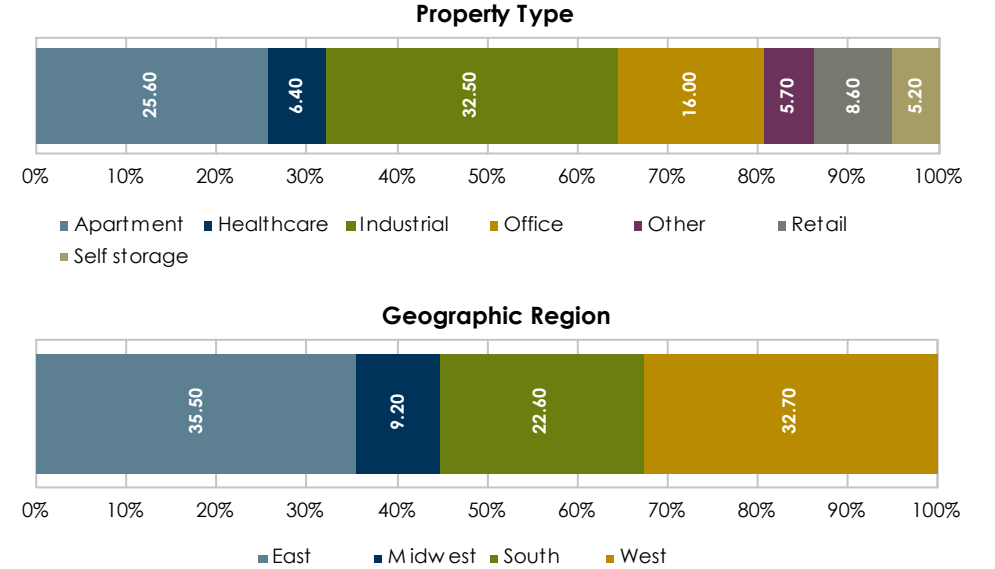 Property Type
25.60 6.40 32.50 16.00 5.70 8.60 5.20
0% 10% 20% 30% 40% 50% 60% 70% 80% 90% 100%
Apartment Healthcare Industrial Office Other Retail
Self storage
Geographic Region
35.50 9.20 22.60 32.70
0% 10% 20% 30% 40% 50% 60% 70% 80% 90% 100%
East Midwest South West